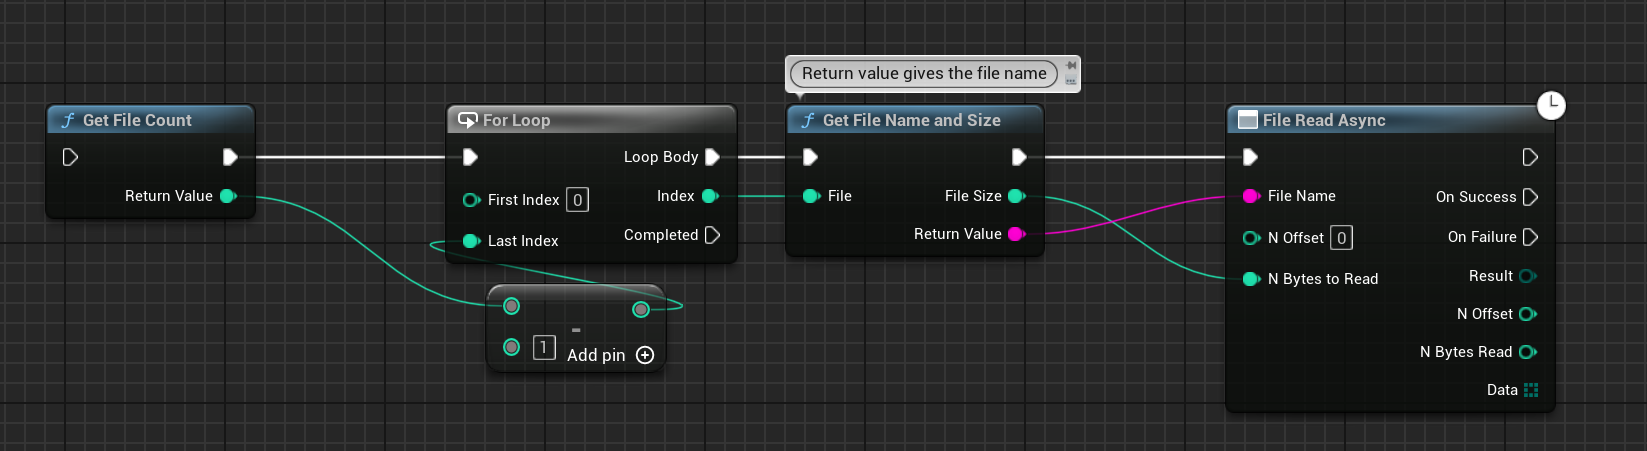 Return value gives the file name
Get File Count
Return Value
For Loop
Loop Body
First Index 0
Index
Last Index
Completed
-
1
Add pin
Get File Name and Size
File
File Size
Return Value
File Read Async
File Name
On Success
N Offset 0
On Failure
N Bytes to Read
Result
N Offset
N Bytes Read
Data